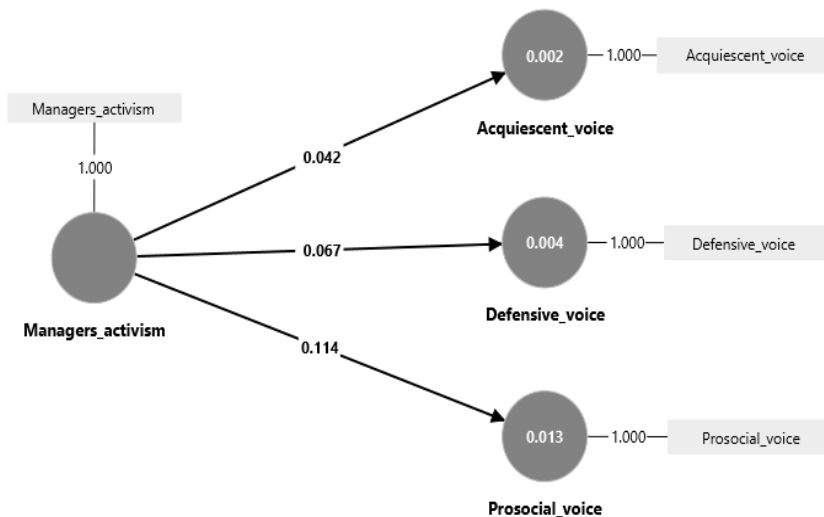 0.002
1.000
Acquiescent_voice
Managers_activism
Acquiescent_voice
1.000
0.042
0.067
0.004
1.000
Defensive_voice
Managers_activism
Defensive_voice
0.114
0.013
1.000
Prosocial_voice
Prosocial_voice